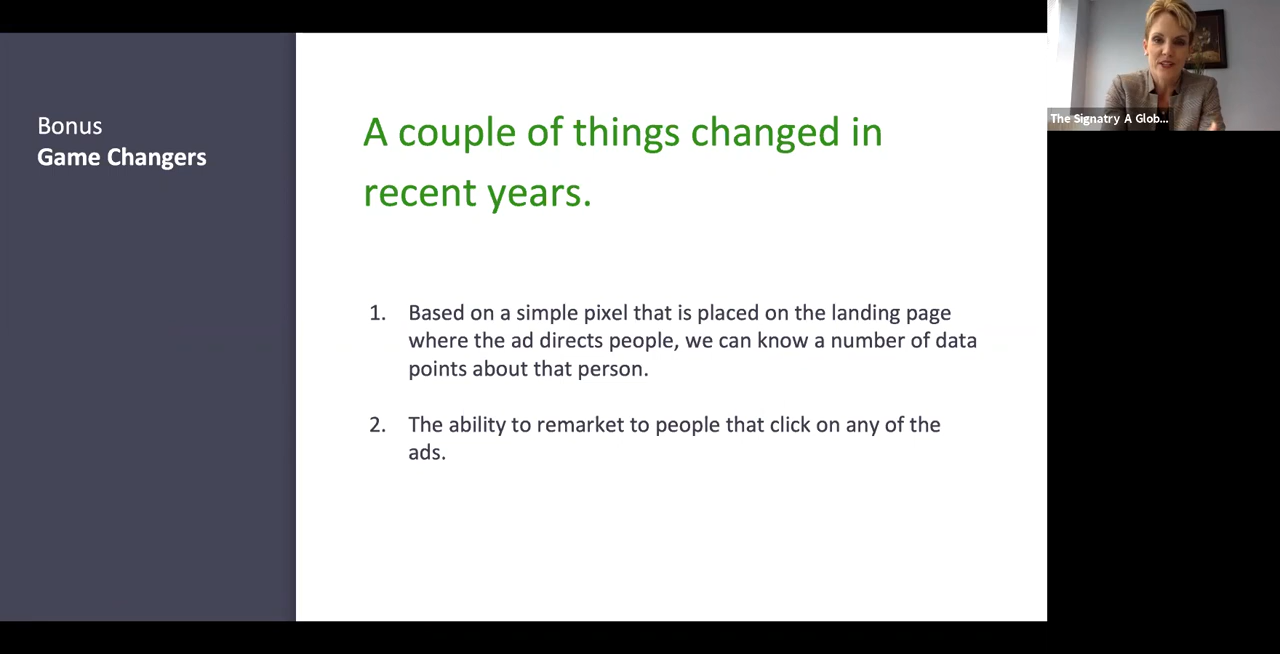 Bonus
Game Changers
A couple of things changed in
recent years.
1. Based on a simple pixel that is placed on the landing page
where the ad directs people, we can know a number of data
points about that person.
2. The ability to remarket to people that click on any of the
ads.
The Signatry A Glob...